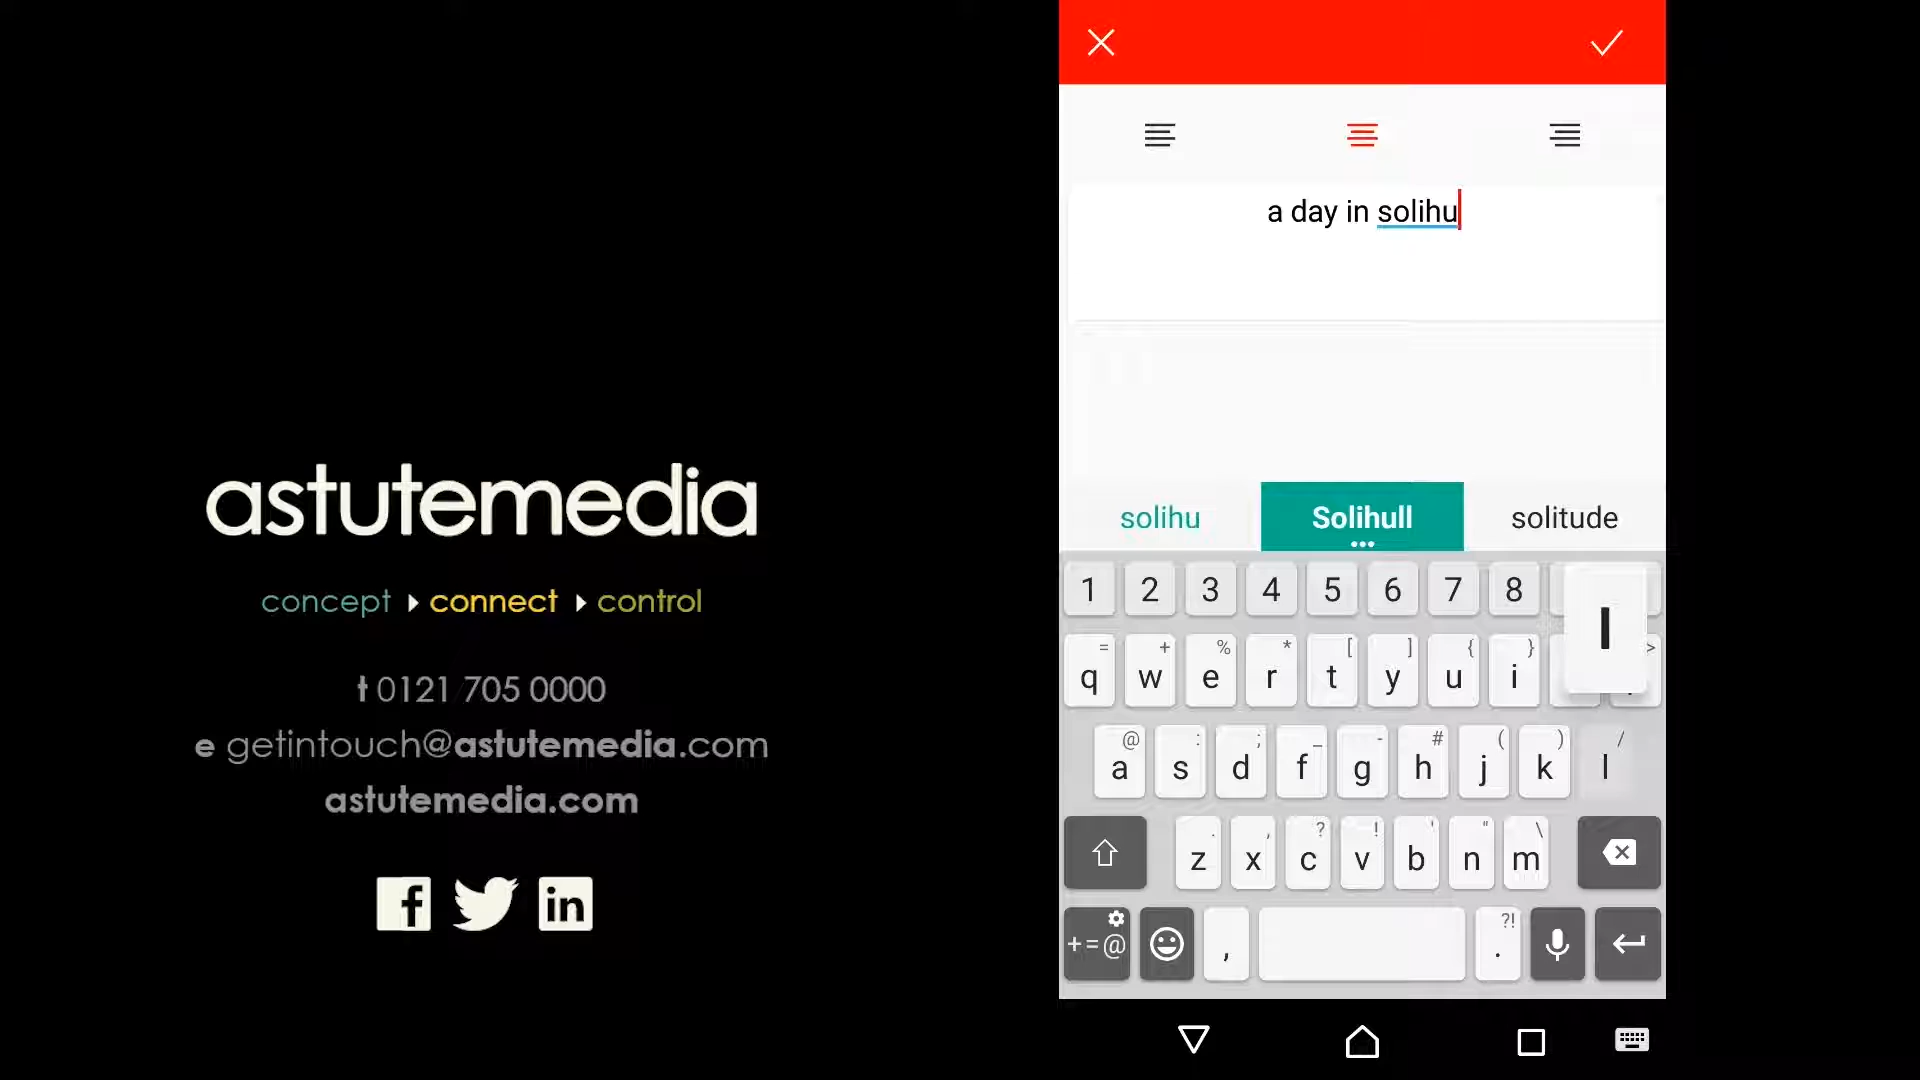 astutemedia
concept connect control
t 0121 705 0000
e getintouch@astutemedia.com
astutemedia.com
f in
a day in solihu
solihu Solihull solitude
1 2 3 4 5 6 7 8
= + % * [ ] { } >
q w e r t y u i l
@ : ; _ - # ( ) /
a s d f g h j k l
. , ? ! ' " \
z x c v b n m
+=@ , ?! .